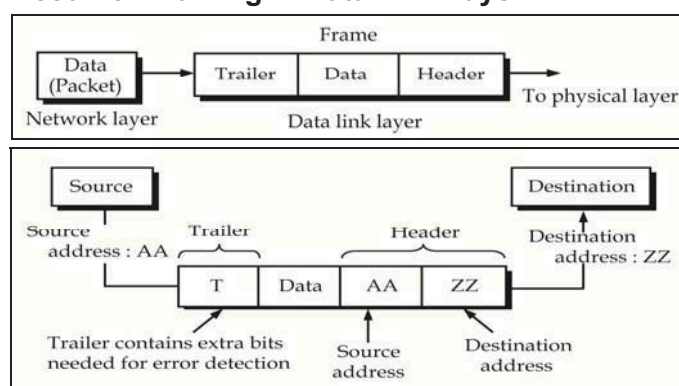 Frame
Data
(Packet)
Trailer Data Header
To physical layer
Network layer
Data link layer
Source
Destination
Source
address : AA
Trailer
Header
Destination
address : ZZ
T Data AA ZZ
Trailer contains extra bits
needed for error detection
Source
address
Destination
address